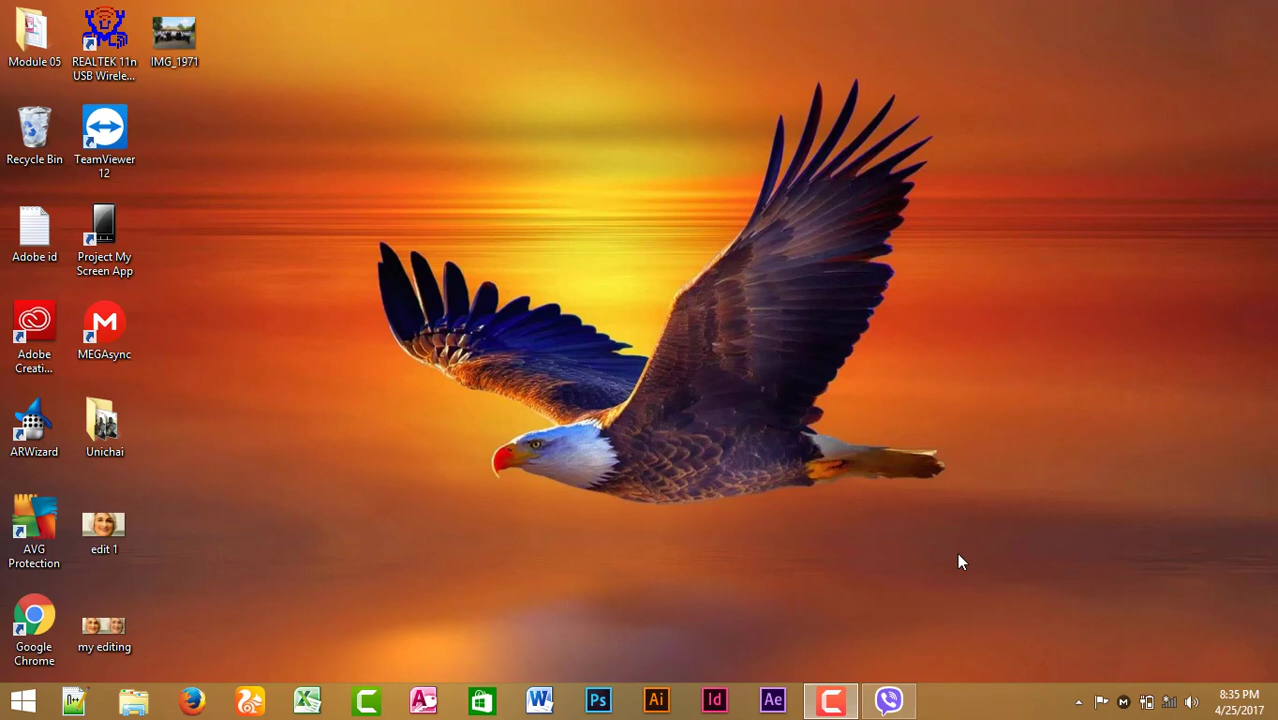 Module 05
REALTEK 11n
USB Wirele...
IMG_1971
Recycle Bin
TeamViewer
12
Adobe id
Project My
Screen App
Adobe
Creati...
MEGAsync
ARWizard
Unichai
AVG
Protection
edit 1
Google
Chrome
my editing
Ps
Ai
Id
Ae
8:35 PM
4/25/2017